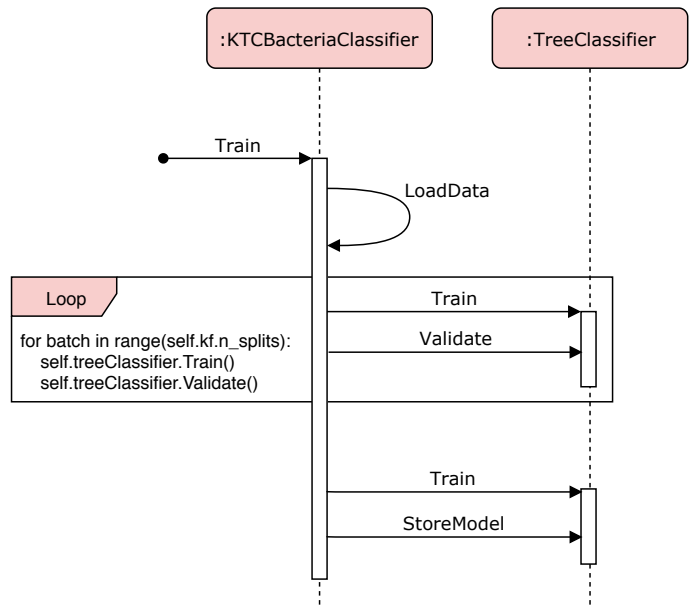 :KTCBacteriaClassifier
:TreeClassifier
Train
LoadData
Loop
Train
for batch in range(self.kf.n_splits):
Validate
self.treeClassifier.Train()
self.treeClassifier.Validate()
Train
StoreModel